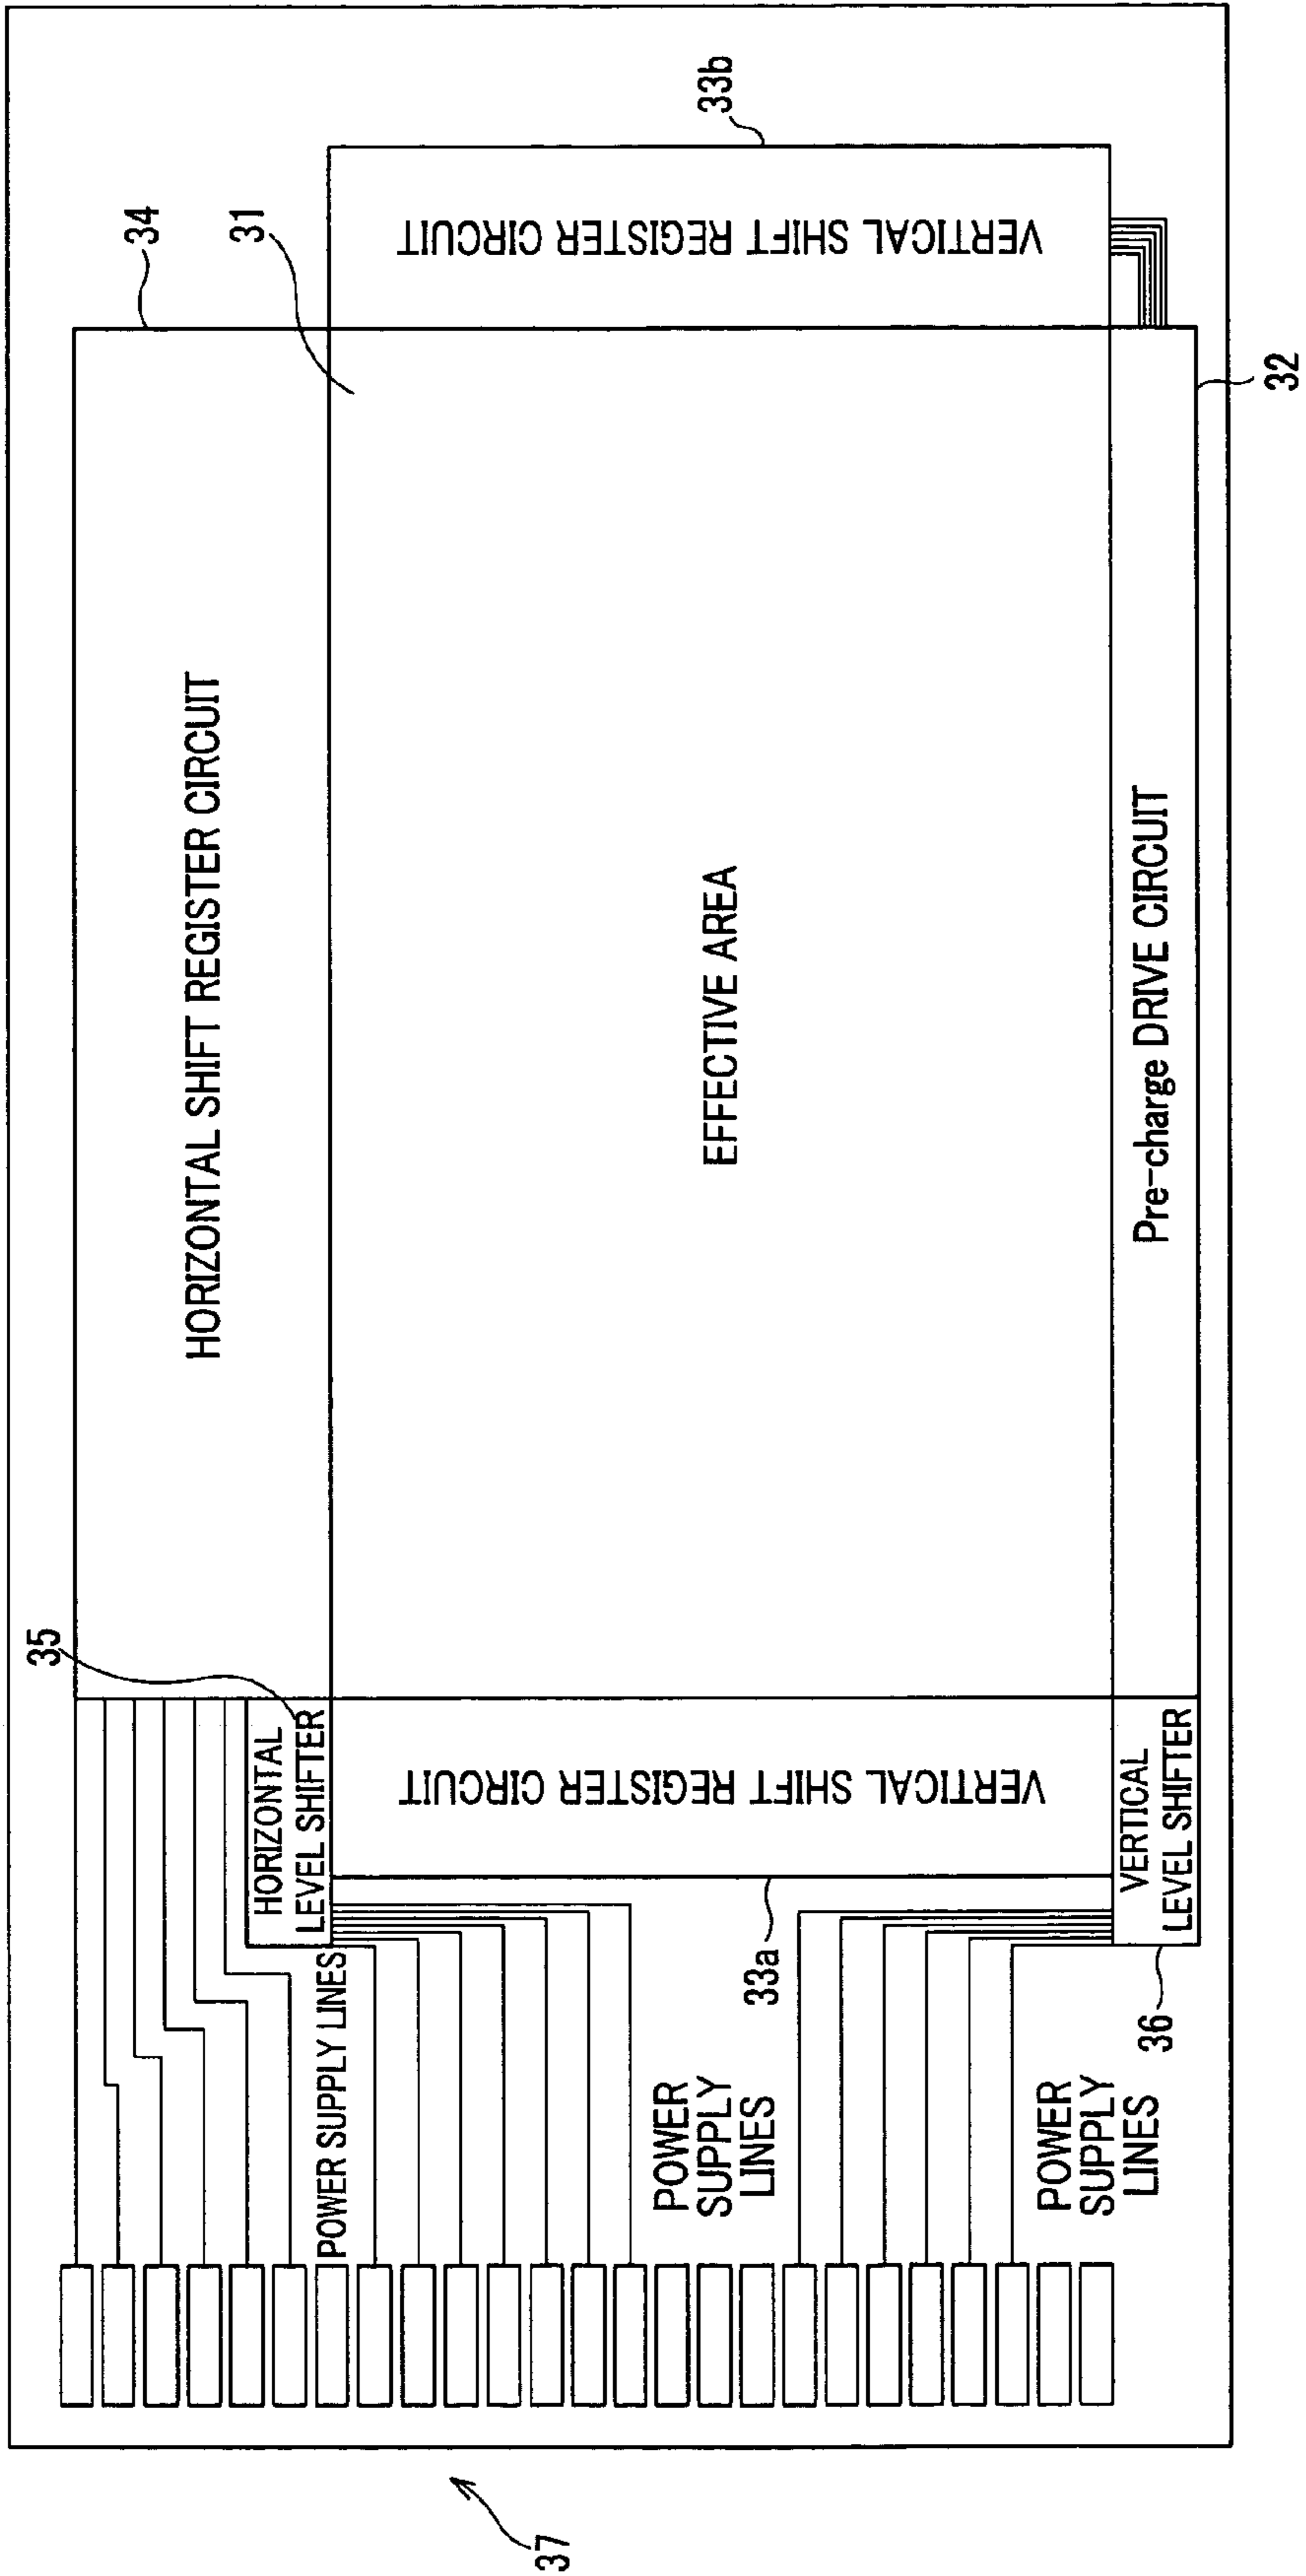 34
31
33b
HORIZONTAL SHIFT REGISTER CIRCUIT
VERTICAL SHIFT REGISTER CIRCUIT
EFFECTIVE AREA
Pre-charge DRIVE CIRCUIT
32
35
HORIZONTAL
LEVEL SHIFTER
VERTICAL SHIFT REGISTER CIRCUIT
33a
VERTICAL
LEVEL SHIFTER
36
POWER SUPPLY LINES
POWER
SUPPLY
LINES
POWER
SUPPLY
LINES
37